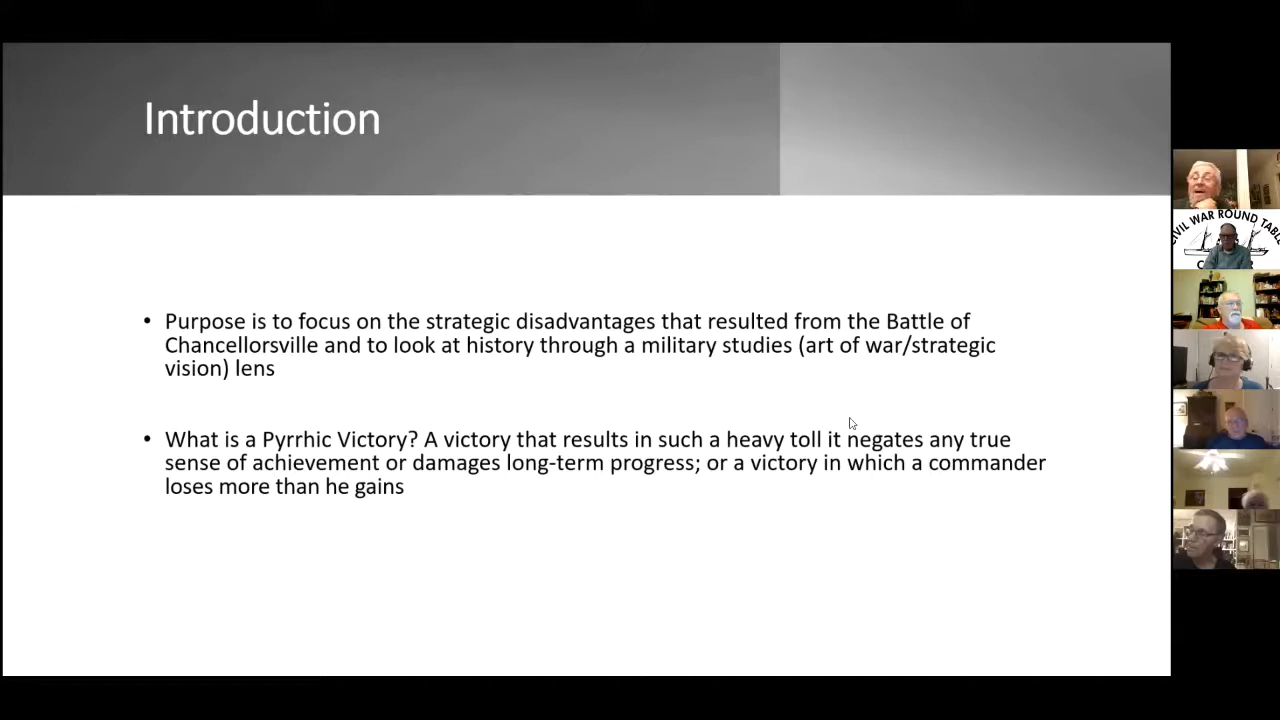 Introduction
• Purpose is to focus on the strategic disadvantages that resulted from the Battle of
Chancellorsville and to look at history through a military studies (art of war/strategic
vision) lens
• What is a Pyrrhic Victory? A victory that results in such a heavy toll it negates any true
sense of achievement or damages long-term progress; or a victory in which a commander
loses more than he gains
CIVIL WAR ROUND TABLE